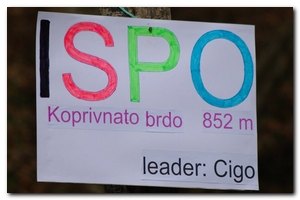 ISPO
Koprivnato brdo 852 m
leader: Cigo